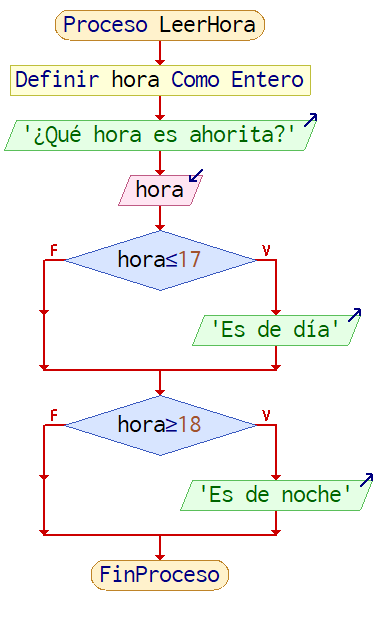 Proceso LeerHora
Definir hora Como Entero
'¿Qué hora es ahorita?'
hora
hora≤17
F
V
'Es de día'
hora≥18
F
V
'Es de noche'
FinProceso